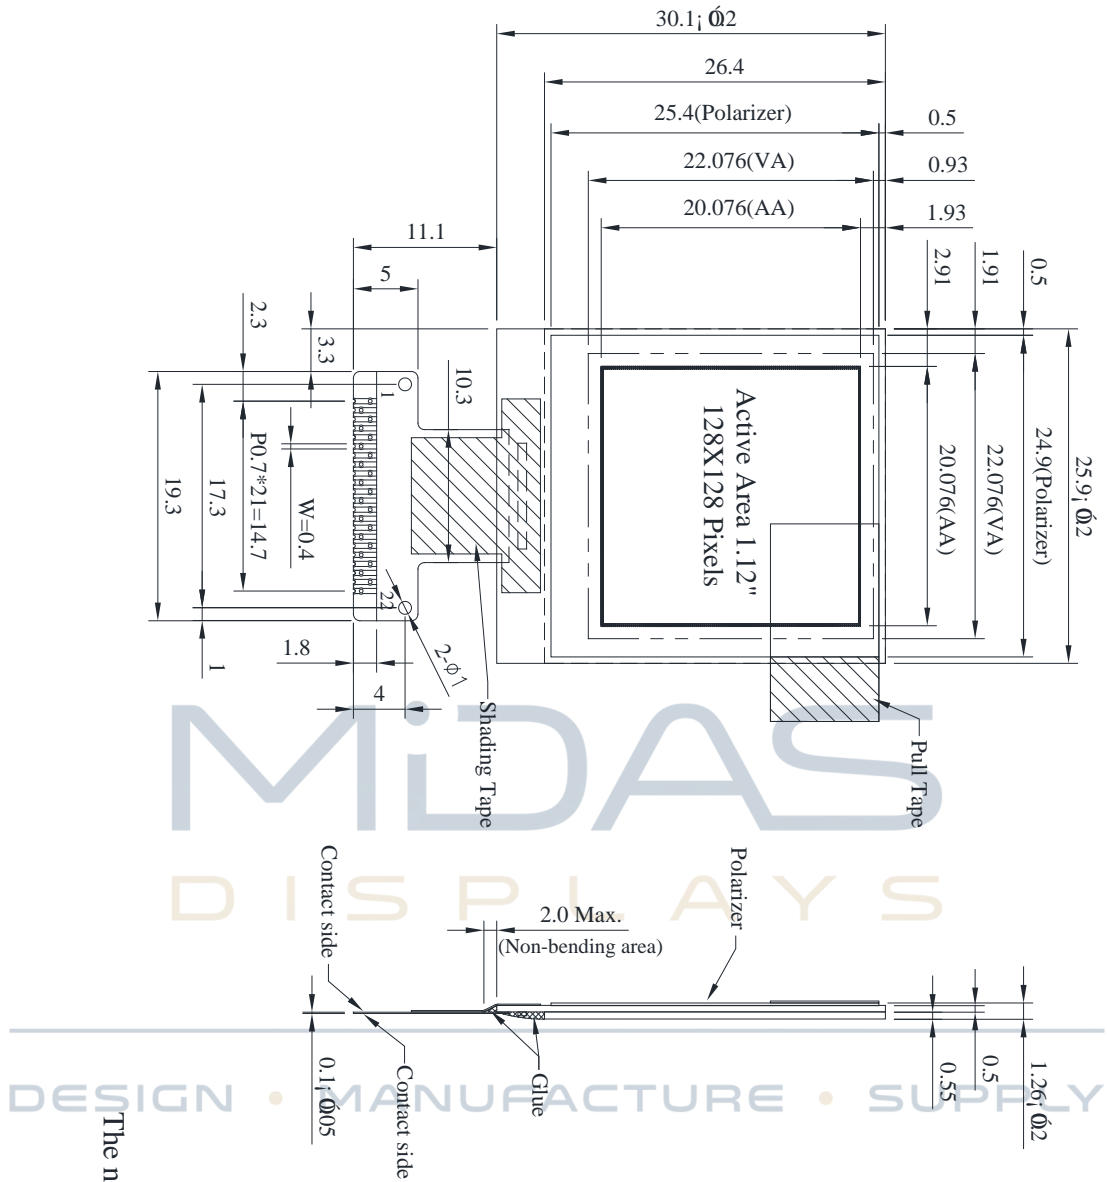 30.1¡Ó0.2
26.4
25.4(Polarizer)
0.5
22.076(VA)
0.93
20.076(AA)
1.93
11.1
5
2.91
1.91
0.5
2.3
3.3
10.3
1
Active Area 1.12"
128X128 Pixels
25.9¡Ó0.2
24.9(Polarizer)
22.076(VA)
20.076(AA)
P0.7*21=14.7
W=0.4
17.3
19.3
22
1.8
1
2-ϕ1
4
Shading Tape
Pull Tape
MiDAS
DISPLAYS
Contact side
2.0 Max.
(Non-bending area)
Polarizer
Glue
Contact side
0.1¡Ó0.05
0.55
0.5
1.26¡Ó0.2
DESIGN • MANUFACTURE • SUPPLY
The n